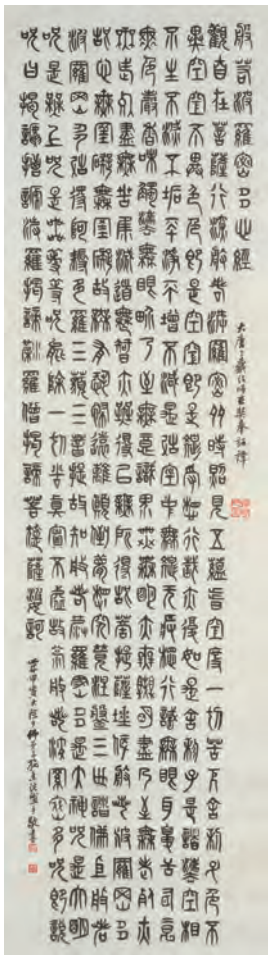 般若波羅密多心經
大唐三藏法師玄奘奉詔譯
觀自在菩薩行深般若波羅密多時照見五蘊皆空度一切苦厄舍利子色不
異空空不異色色即是空空即是色受想行識亦復如是舍利子是諸法空相
不生不滅不垢不淨不增不減是故空中無色無受想行識無眼耳鼻舌身意
無色聲香味觸法無眼界乃至無意識界無無明亦無無明盡乃至無老死亦
無老死盡無苦集滅道無智亦無得以無所得故菩提薩埵依般若波羅密多
故心無罣礙無罣礙故無有恐怖遠離顛倒夢想究竟涅槃三世諸佛依般若
波羅密多故得阿耨多羅三藐三菩提故知般若波羅密多是大神咒是大明
咒是無上咒是無等等咒能除一切苦真實不虛故說般若波羅密多咒即說
咒曰揭諦揭諦波羅揭諦波羅僧揭諦菩提薩婆訶